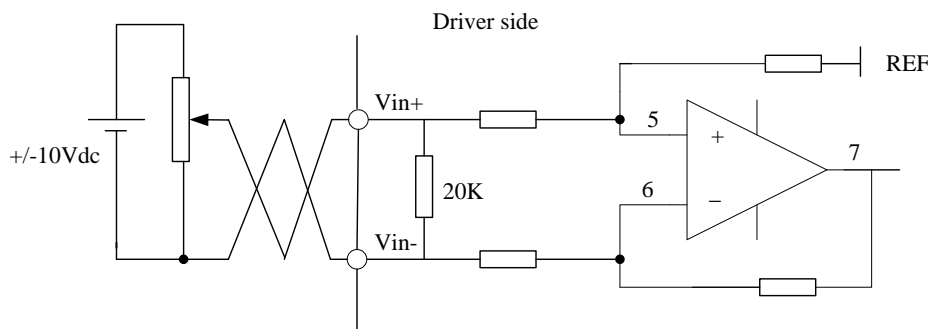 Driver side
REF
Vin+
5
+
7
+/-10Vdc
20K
6
−
Vin-